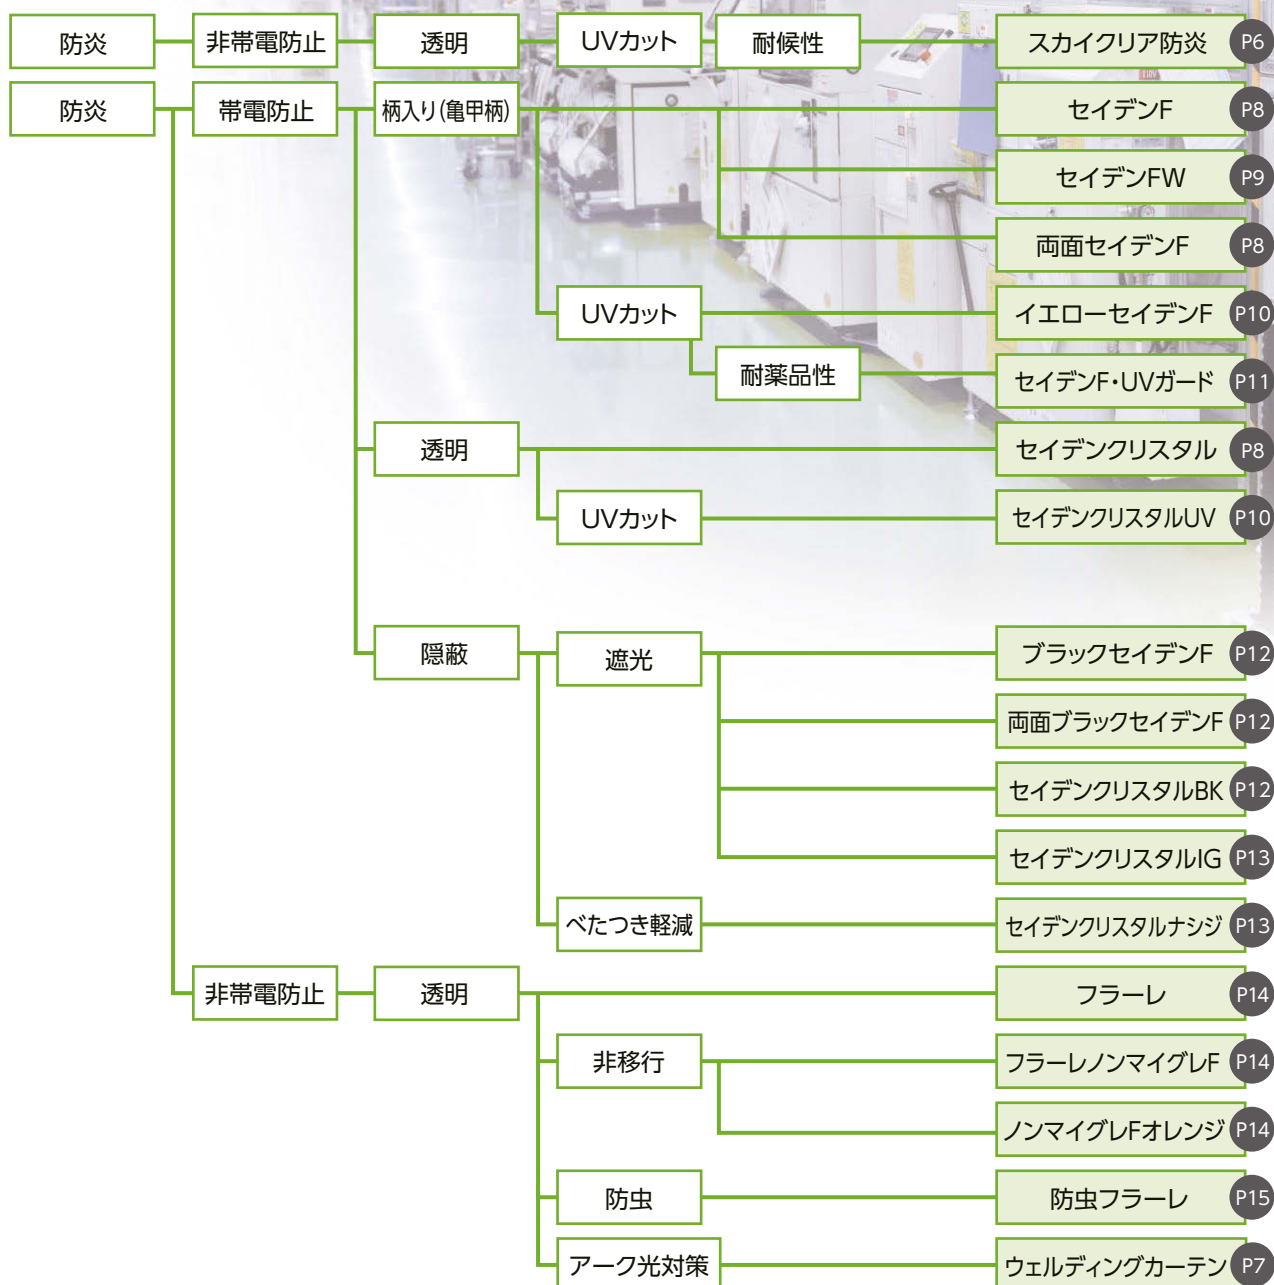 防炎 非帯電防止 透明 UVカット 耐候性 スカイクリア防炎 P6
防炎 帯電防止 柄入り(亀甲柄) セイデンF P8
セイデンFW P9
両面セイデンF P8
UVカット イエローセイデンF P10
耐薬品性 セイデンF・UVガード P11
透明 セイデンクリスタル P8
UVカット セイデンクリスタルUV P10
隠蔽 遮光 ブラックセイデンF P12
両面ブラックセイデンF P12
セイデンクリスタルBK P12
セイデンクリスタルIG P13
べたつき軽減 セイデンクリスタルナシジ P13
非帯電防止 透明 フラーレ P14
非移行 フラーレノンマイグレF P14
ノンマイグレFオレンジ P14
防虫 防虫フラーレ P15
アーク光対策 ウェルディングカーテン P7